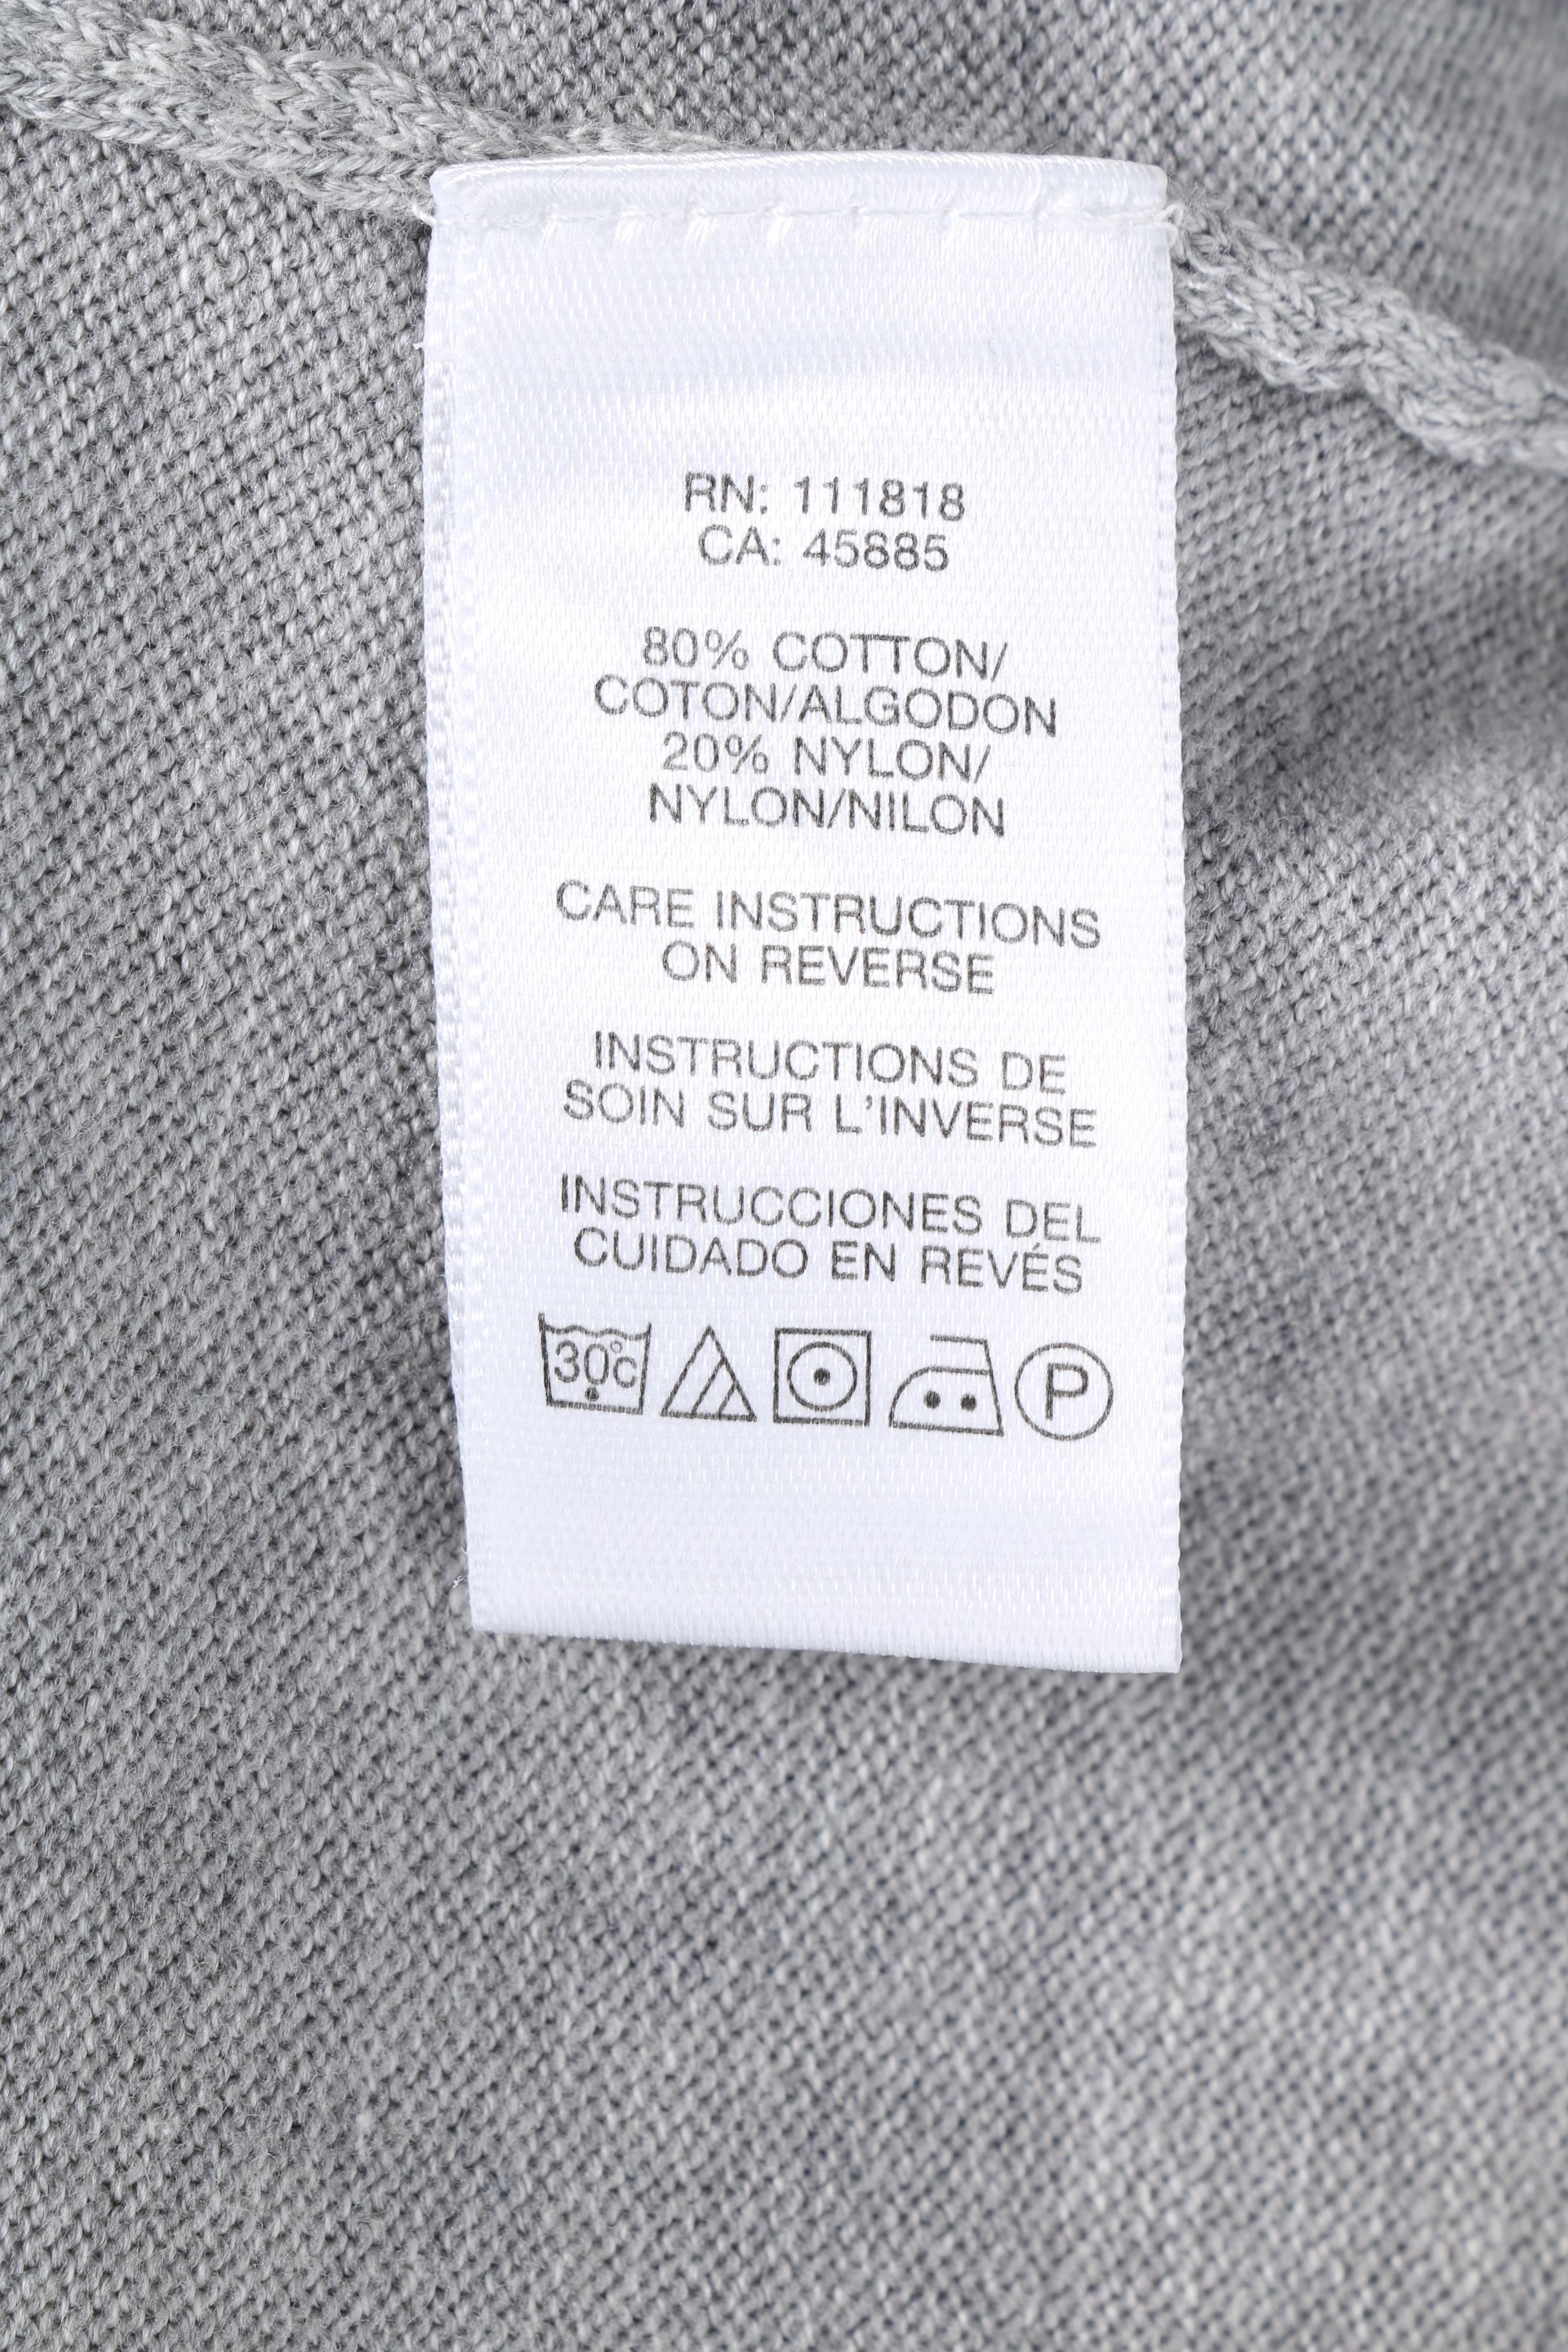 RN: 111818
CA: 45885
80% COTTON/
COTON/ALGODON
20% NYLON/
NYLON/NILON
CARE INSTRUCTIONS
ON REVERSE
INSTRUCTIONS DE
SOIN SUR L'INVERSE
INSTRUCCIONES DEL
CUIDADO EN REVÉS
30°C P